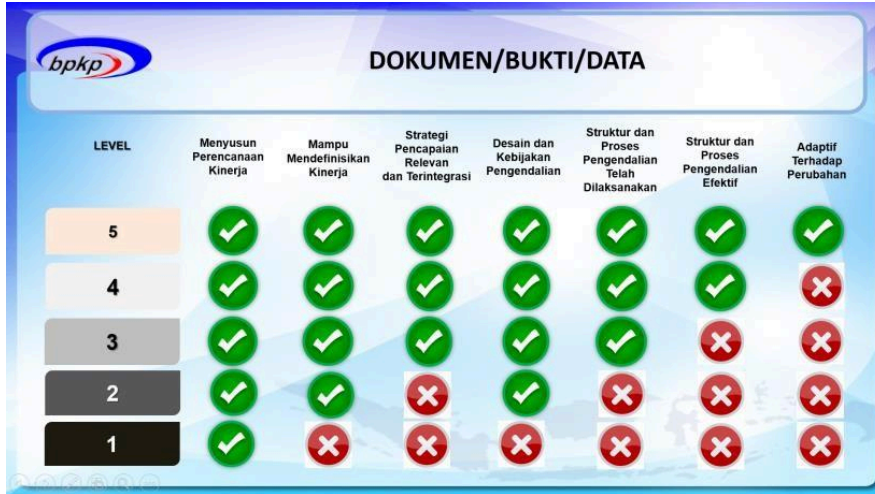 bpkp
DOKUMEN/BUKTI/DATA
LEVEL
Menyusun
Perencanaan
Kinerja
Mampu
Mendefinisikan
Kinerja
Strategi
Pencapaian
Relevan
dan Terintegrasi
Desain dan
Kebijakan
Pengendalian
Struktur dan
Proses
Pengendalian
Telah
Dilaksanakan
Struktur dan
Proses
Pengendalian
Efektif
Adaptif
Terhadap
Perubahan
5
4
3
2
1